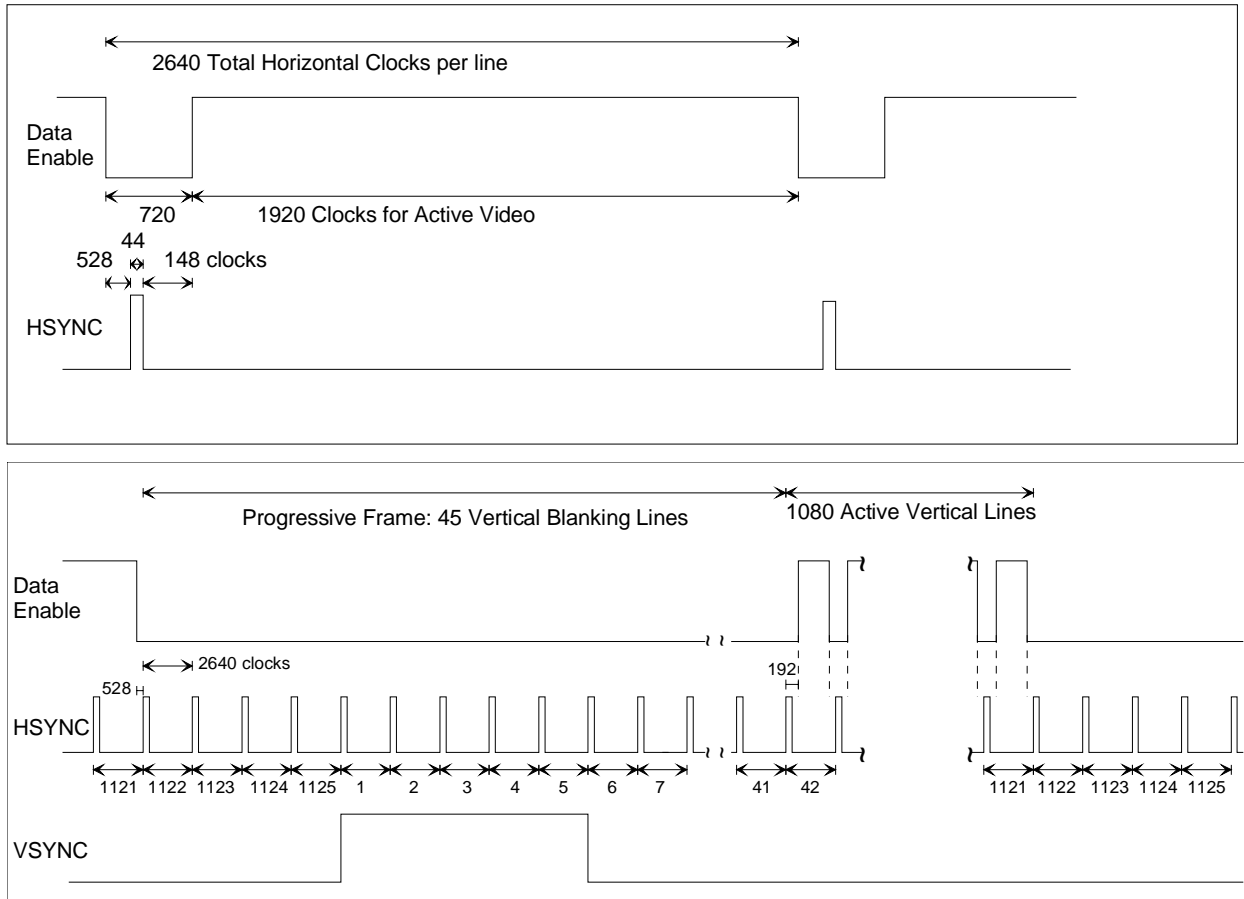 2640 Total Horizontal Clocks per line
Data
Enable
720
1920 Clocks for Active Video
44
528
148 clocks
HSYNC
Progressive Frame: 45 Vertical Blanking Lines
1080 Active Vertical Lines
Data
Enable
2640 clocks
192
528
HSYNC
1121 1122 1123 1124 1125 1 2 3 4 5 6 7 41 42 1121 1122 1123 1124 1125
VSYNC